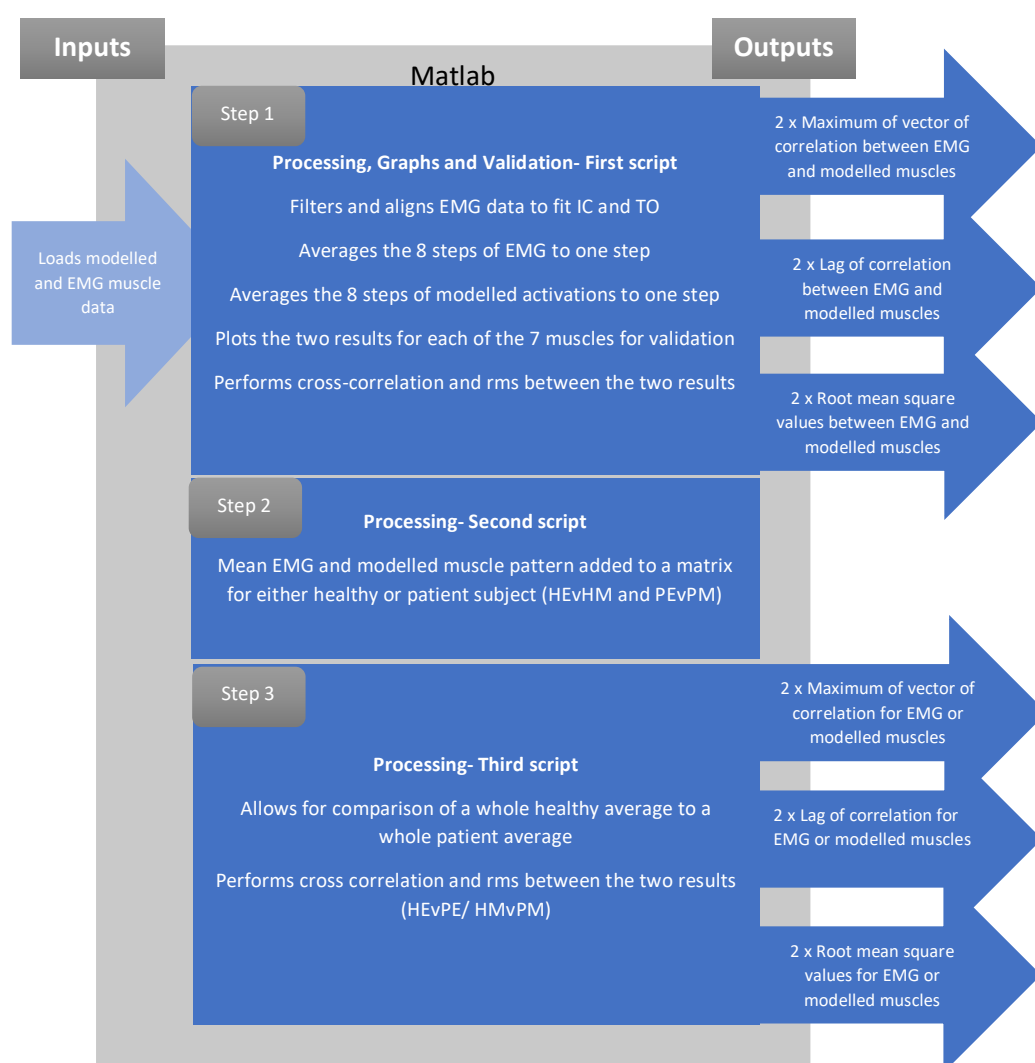 Inputs
Outputs
Matlab
Step 1
Processing, Graphs and Validation- First script
Filters and aligns EMG data to fit IC and TO
Averages the 8 steps of EMG to one step
Averages the 8 steps of modelled activations to one step
Plots the two results for each of the 7 muscles for validation
Performs cross-correlation and rms between the two results
Loads modelled
and EMG muscle
data
2 x Maximum of vector of
correlation between EMG
and modelled muscles
2 x Lag of correlation
between EMG and
modelled muscles
2 x Root mean square
values between EMG and
modelled muscles
Step 2
Processing- Second script
Mean EMG and modelled muscle pattern added to a matrix
for either healthy or patient subject (HEvHM and PEvPM)
Step 3
Processing- Third script
Allows for comparison of a whole healthy average to a
whole patient average
Performs cross correlation and rms between the two results
(HEvPE/ HMvPM)
2 x Maximum of vector of
correlation for EMG or
modelled muscles
2 x Lag of correlation for
EMG or modelled muscles
2 x Root mean square
values for EMG or
modelled muscles